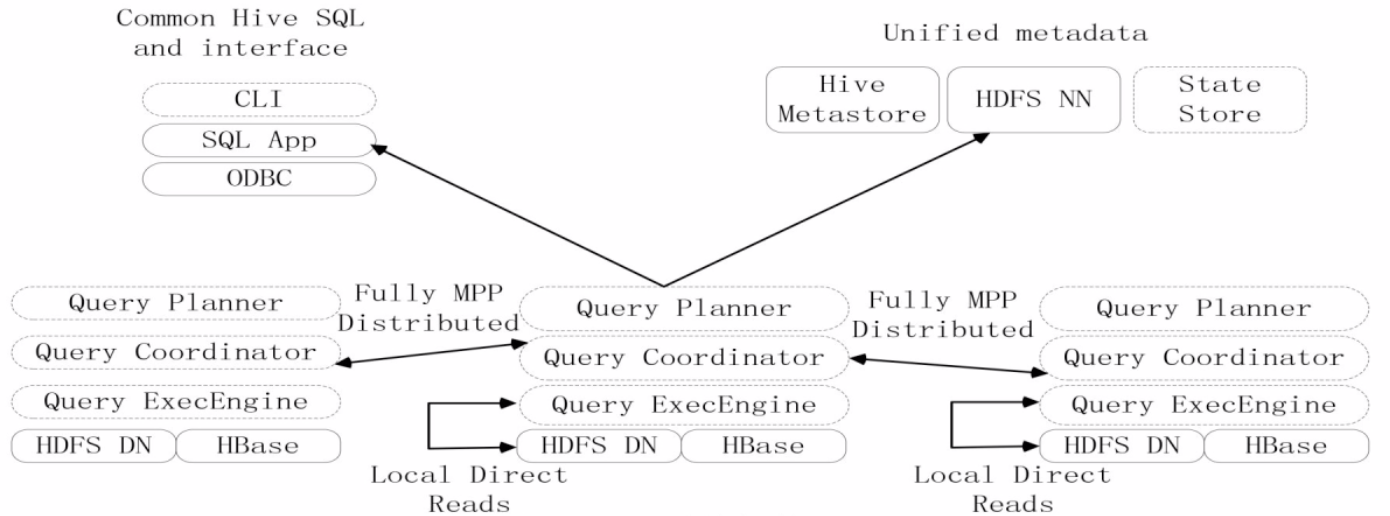 Common Hive SQL
and interface
CLI
SQL App
ODBC
Unified metadata
Hive
Metastore
HDFS NN
State
Store
Query Planner
Query Coordinator
Query ExecEngine
HDFS DN
HBase
Fully MPP
Distributed
Query Planner
Query Coordinator
Query ExecEngine
HDFS DN
HBase
Local Direct
Reads
Fully MPP
Distributed
Query Planner
Query Coordinator
Query ExecEngine
HDFS DN
HBase
Local Direct
Reads